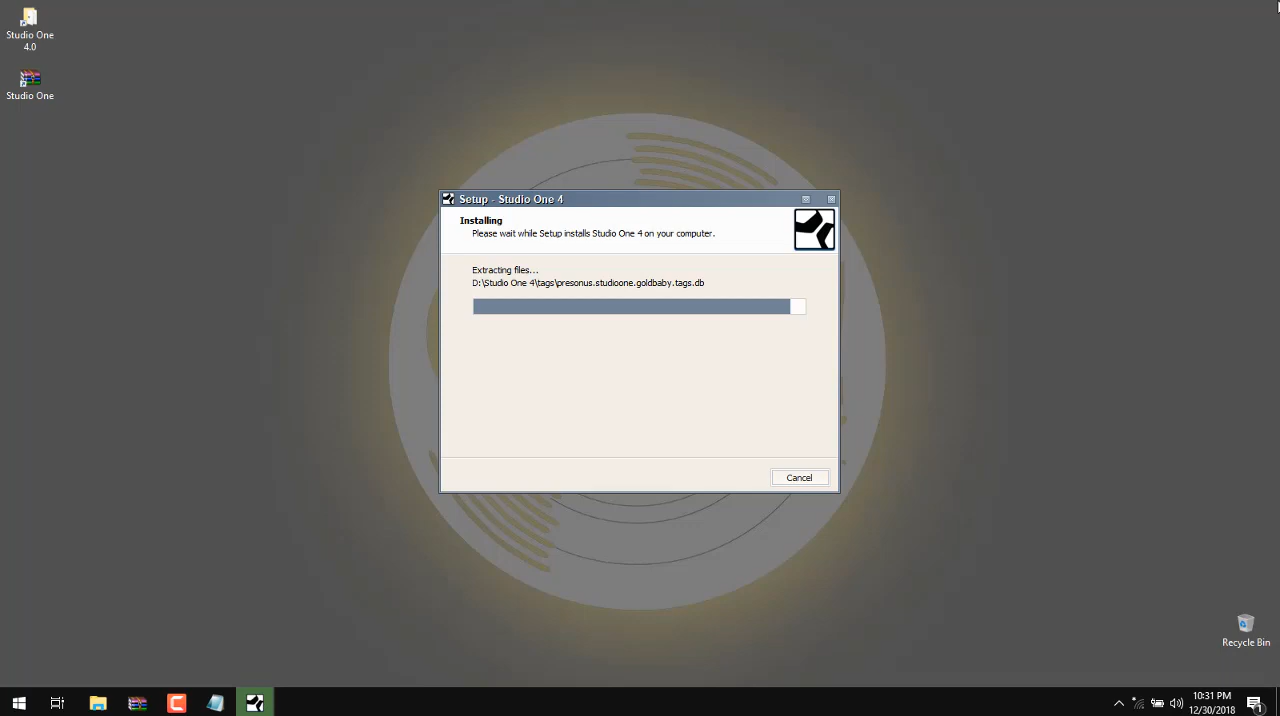 Studio One
4.0
Studio One
Setup - Studio One 4
Installing
Please wait while Setup installs Studio One 4 on your computer.
Extracting files...
D:\Studio One 4\tags\presonus.studioone.goldbaby.tags.db
Cancel
Recycle Bin
10:31 PM
12/30/2018
1